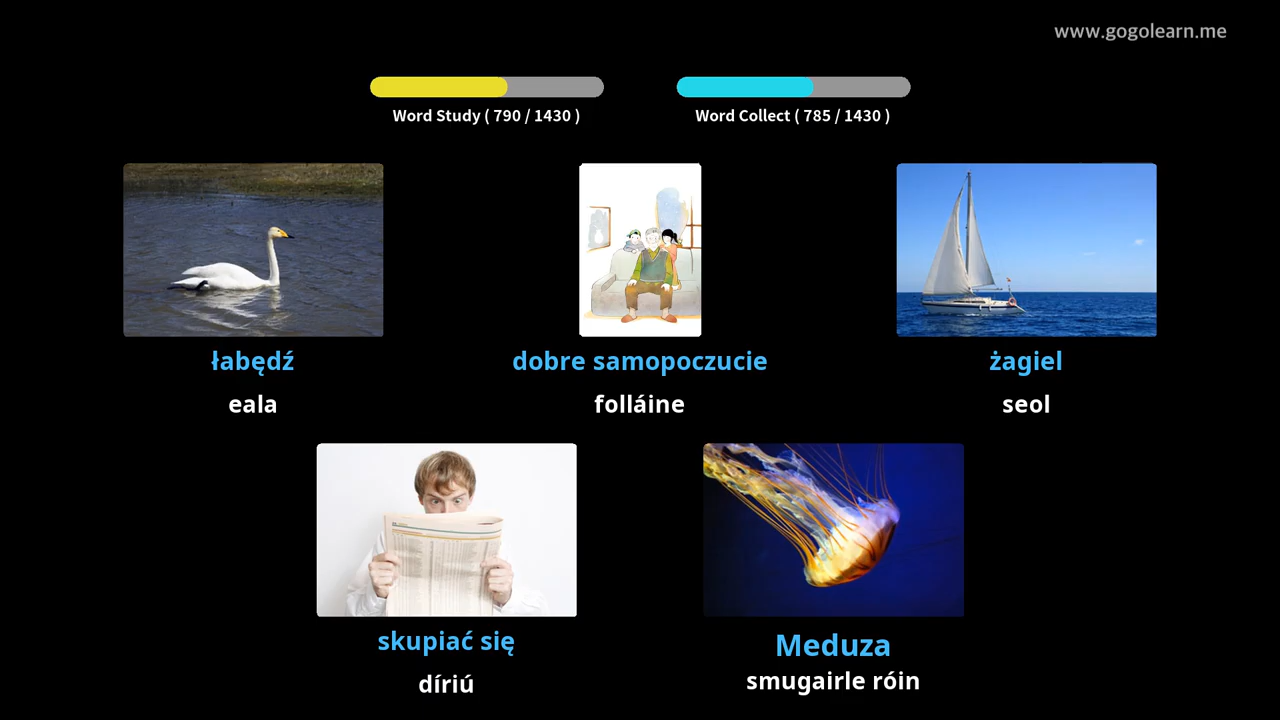 www.gogolearn.me
Word Study ( 790 / 1430 )
Word Collect ( 785 / 1430 )
łabędź
dobre samopoczucie
żagiel
eala
folláine
seol
skupiać się
Meduza
díriú
smugairle róin